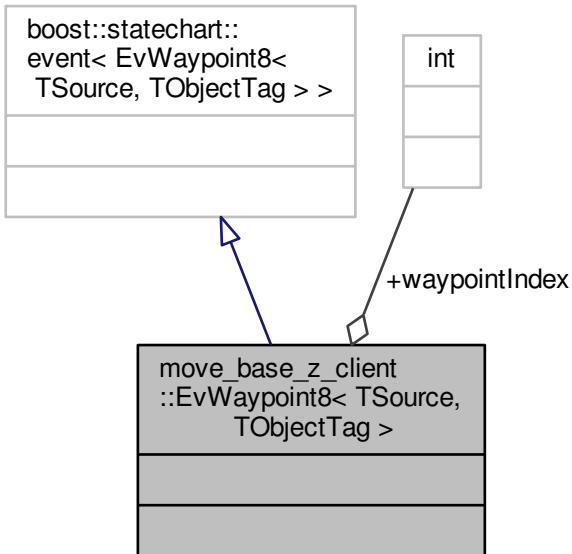 boost::statechart::
event< EvWaypoint8<
TSource, TObjectTag > >
int
+waypointIndex
move_base_z_client
::EvWaypoint8< TSource,
TObjectTag >